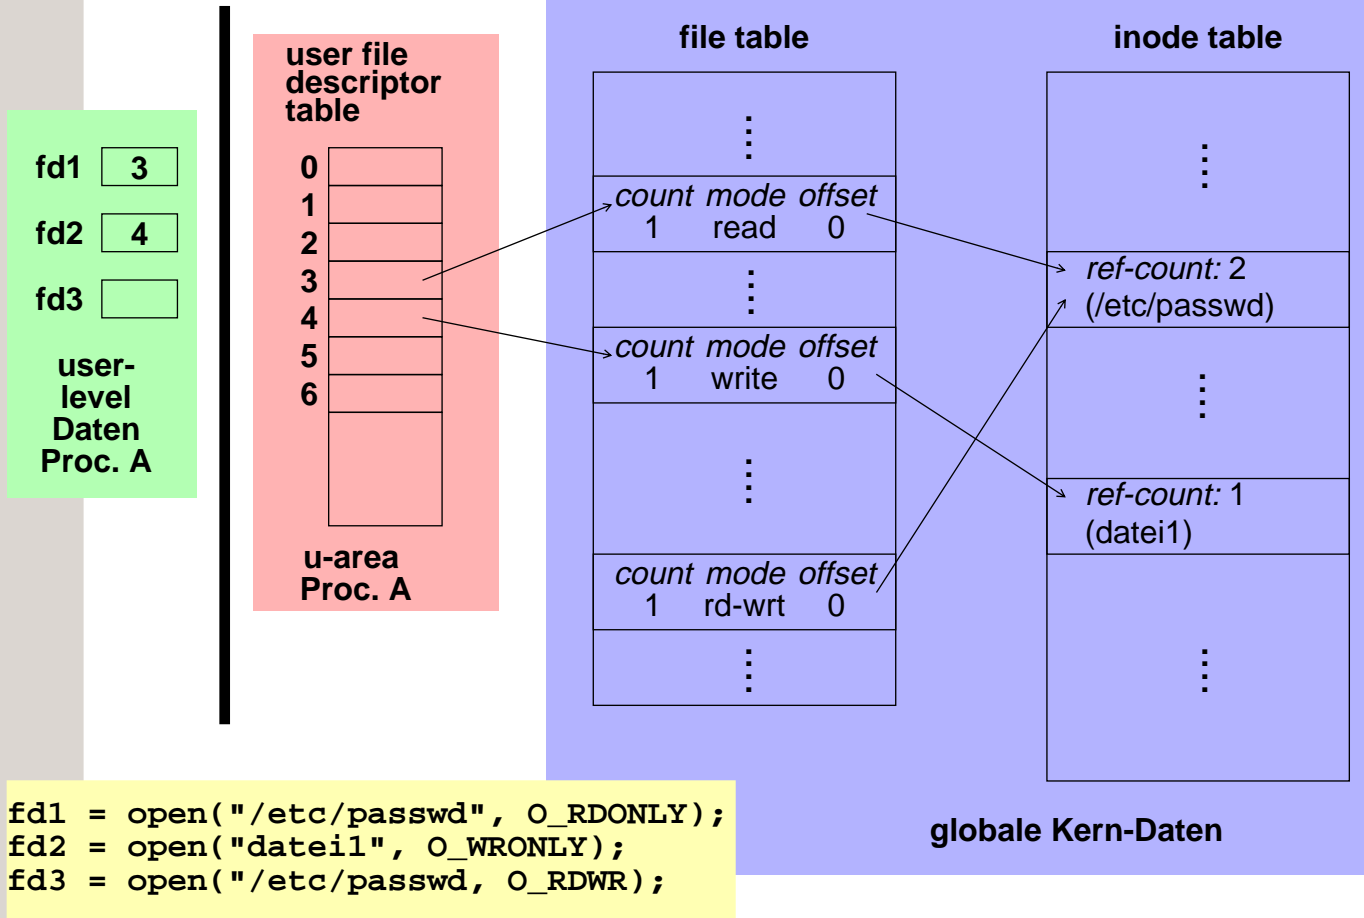 fd1 3
fd2 4
fd3
user-
level
Daten
Proc. A
user file
descriptor
table
0
1
2
3
4
5
6
u-area
Proc. A
file table
count mode offset
1 read 0
count mode offset
1 write 0
count mode offset
1 rd-wrt 0
inode table
ref-count: 2
(/etc/passwd)
ref-count: 1
(datei1)
globale Kern-Daten
fd1 = open("/etc/passwd", O_RDONLY);
fd2 = open("datei1", O_WRONLY);
fd3 = open("/etc/passwd, O_RDWR);